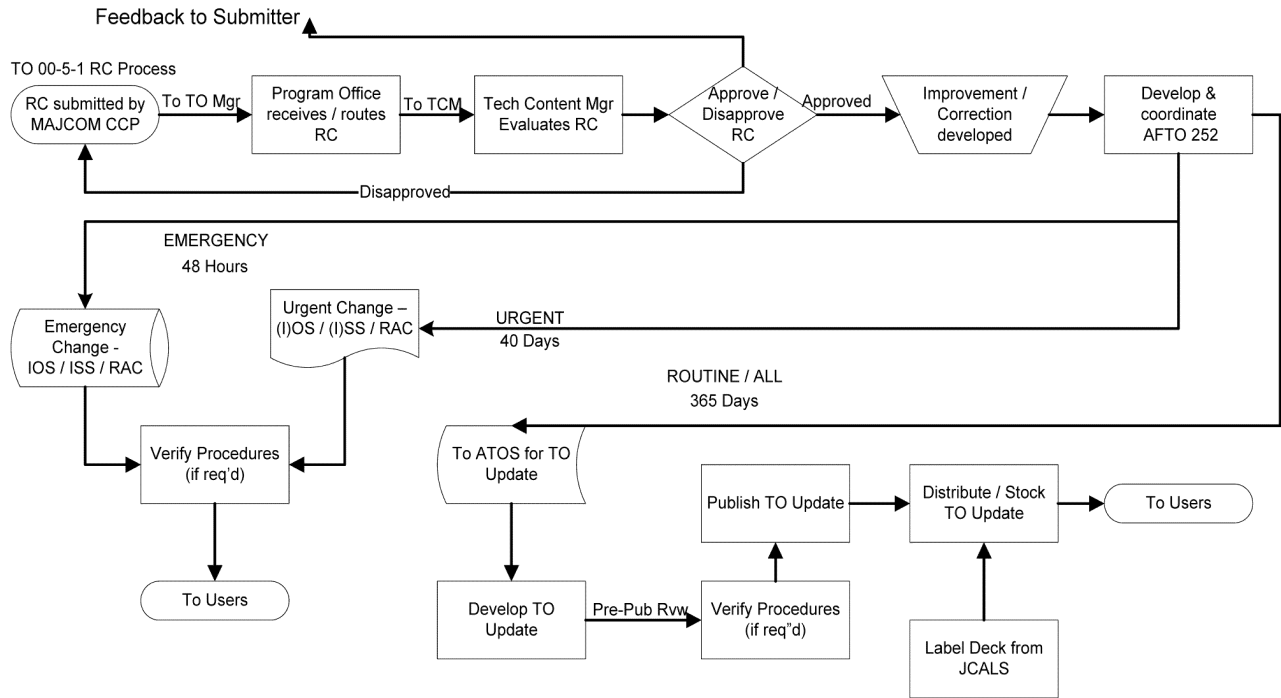 Feedback to Submitter
TO 00-5-1 RC Process
RC submitted by
MAJCOM CCP
To TO Mgr
Program Office
receives / routes
RC
To TCM
Tech Content Mgr
Evaluates RC
Approve /
Disapprove
RC
Approved
Improvement /
Correction
developed
Develop &
coordinate
AFTO 252
Disapproved
EMERGENCY
48 Hours
Emergency
Change -
IOS / ISS / RAC
Urgent Change –
(I)OS / (I)SS / RAC
URGENT
40 Days
ROUTINE / ALL
365 Days
Verify Procedures
(if req'd)
To Users
To ATOS for TO
Update
Develop TO
Update
Pre-Pub Rvw
Verify Procedures
(if req"d)
Publish TO Update
Distribute / Stock
TO Update
To Users
Label Deck from
JCALS